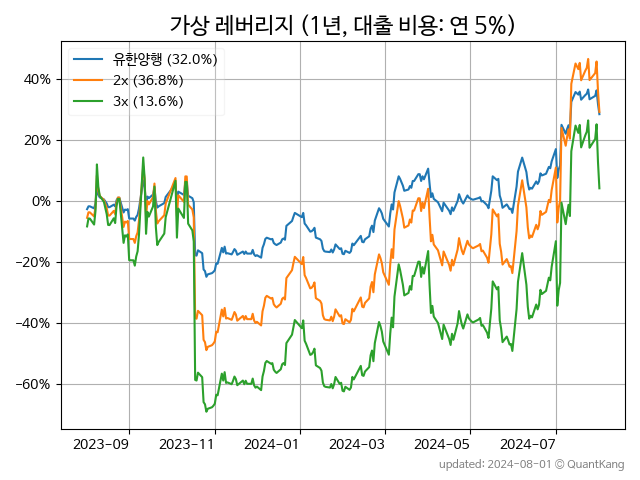 가상 레버리지 (1년, 대출 비용: 연 5%)
유한양행 (32.0%)
2x (36.8%)
3x (13.6%)
40%
20%
0%
−20%
−40%
−60%
2023-09
2023-11
2024-01
2024-03
2024-05
2024-07
updated: 2024-08-01 © QuantKang